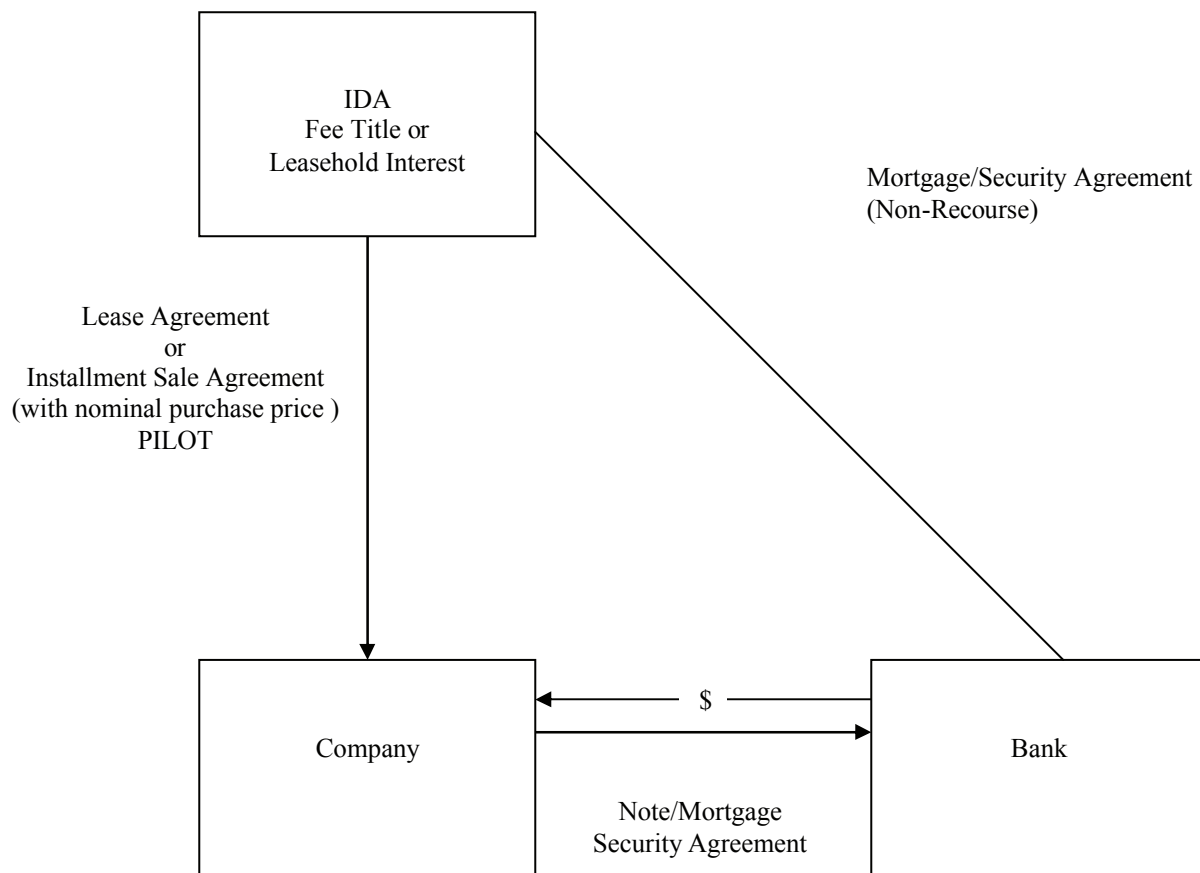 IDA
Fee Title or
Leasehold Interest
Mortgage/Security Agreement
(Non-Recourse)
Lease Agreement
or
Installment Sale Agreement
(with nominal purchase price )
PILOT
$
Company
Bank
Note/Mortgage
Security Agreement